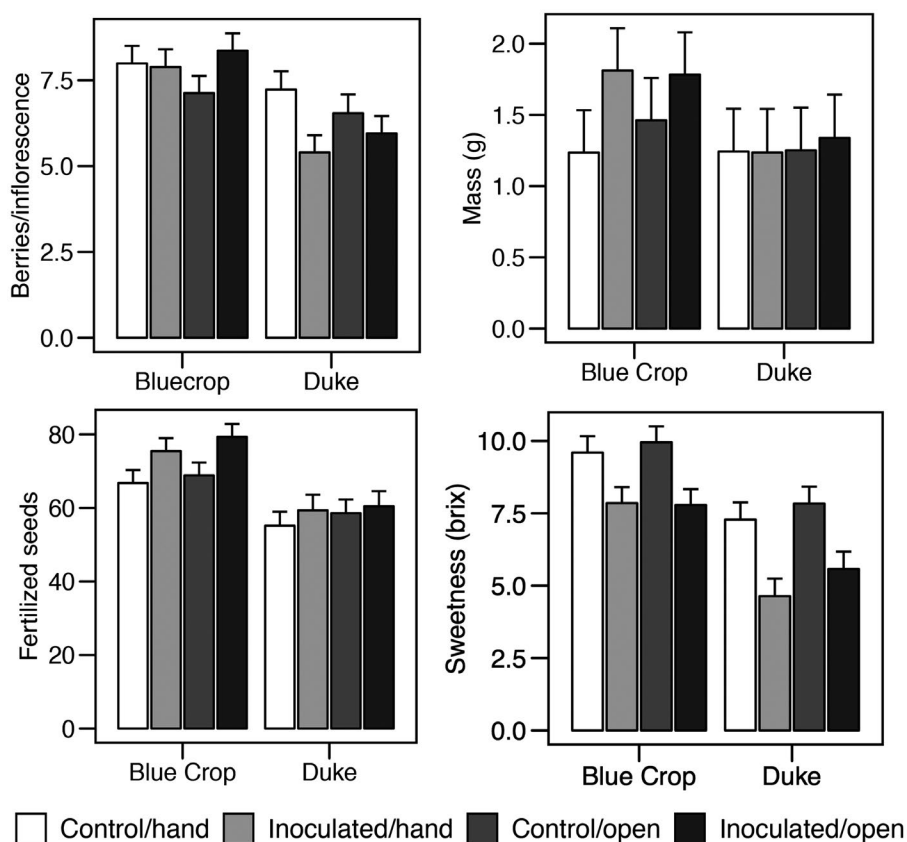 Berries/inflorescence
7.5
5.0
2.5
0.0
Bluecrop Duke
Mass (g)
2.0
1.5
1.0
0.5
0.0
Blue Crop Duke
Fertilized seeds
80
60
40
20
0
Blue Crop Duke
Sweetness (brix)
10.0
7.5
5.0
2.5
0.0
Blue Crop Duke
Control/hand Inoculated/hand Control/open Inoculated/open